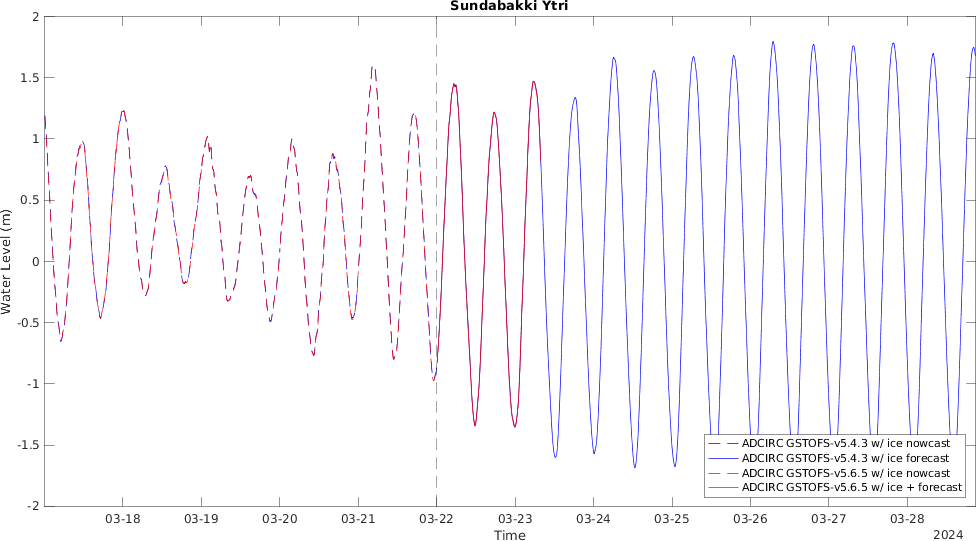 Sundabakki Ytri
2
1.5
1
0.5
0
-0.5
-1
-1.5
-2
Water Level (m)
ADCIRC GSTOFS-v5.4.3 w/ ice nowcast
ADCIRC GSTOFS-v5.4.3 w/ ice forecast
ADCIRC GSTOFS-v5.6.5 w/ ice nowcast
ADCIRC GSTOFS-v5.6.5 w/ ice + forecast
03-18 03-19 03-20 03-21 03-22 03-23 03-24 03-25 03-26 03-27 03-28
Time
2024